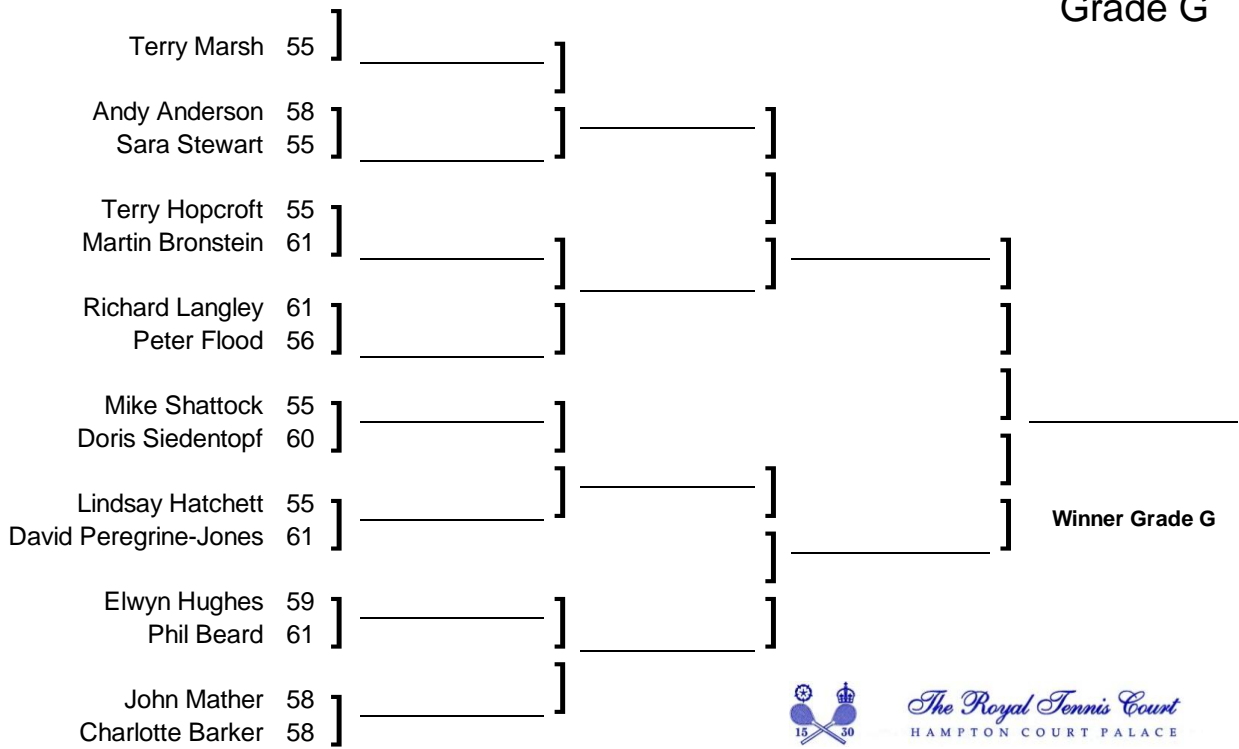 Grade G
Terry Marsh 55
Andy Anderson 58
Sara Stewart 55
Terry Hopcroft 55
Martin Bronstein 61
Richard Langley 61
Peter Flood 56
Mike Shattock 55
Doris Siedentopf 60
Lindsay Hatchett 55
David Peregrine-Jones 61
Winner Grade G
Elwyn Hughes 59
Phil Beard 61
John Mather 58
Charlotte Barker 58
15 30
The Royal Tennis Court
HAMPTON COURT PALACE